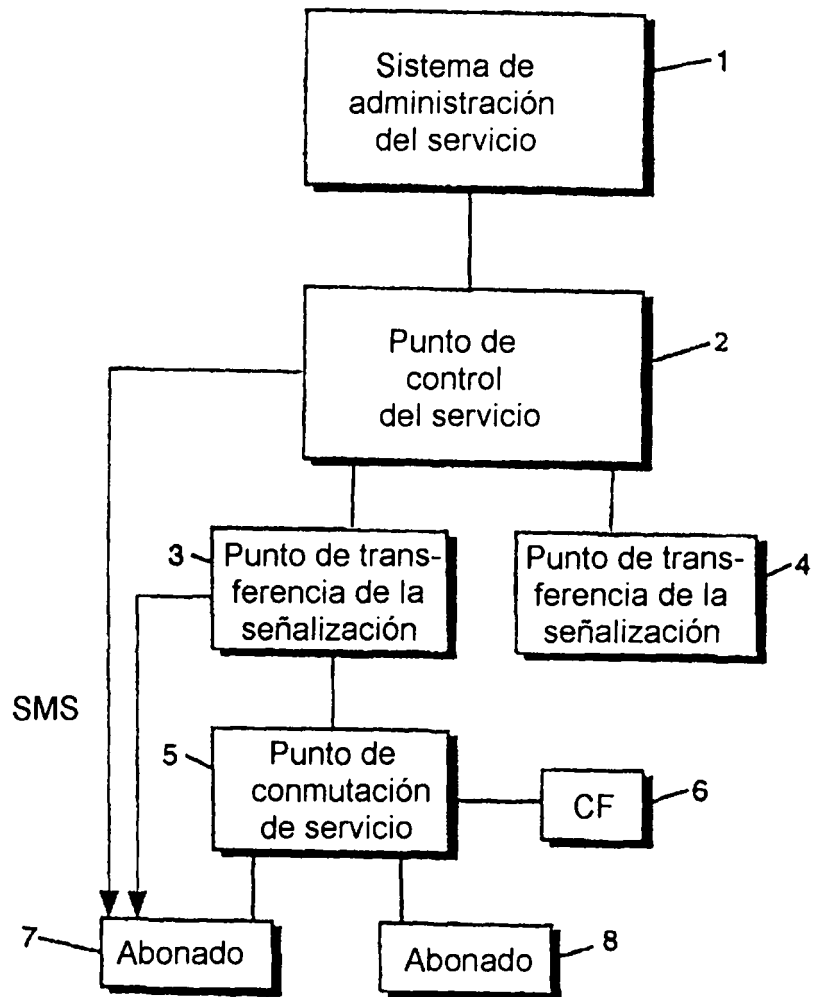 Sistema de
administración
del servicio
1
Punto de
control
del servicio
2
3
Punto de trans-
ferencia de la
señalización
Punto de trans-
ferencia de la
señalización
4
SMS
5
Punto de
conmutación
de servicio
CF
6
7
Abonado
Abonado
8